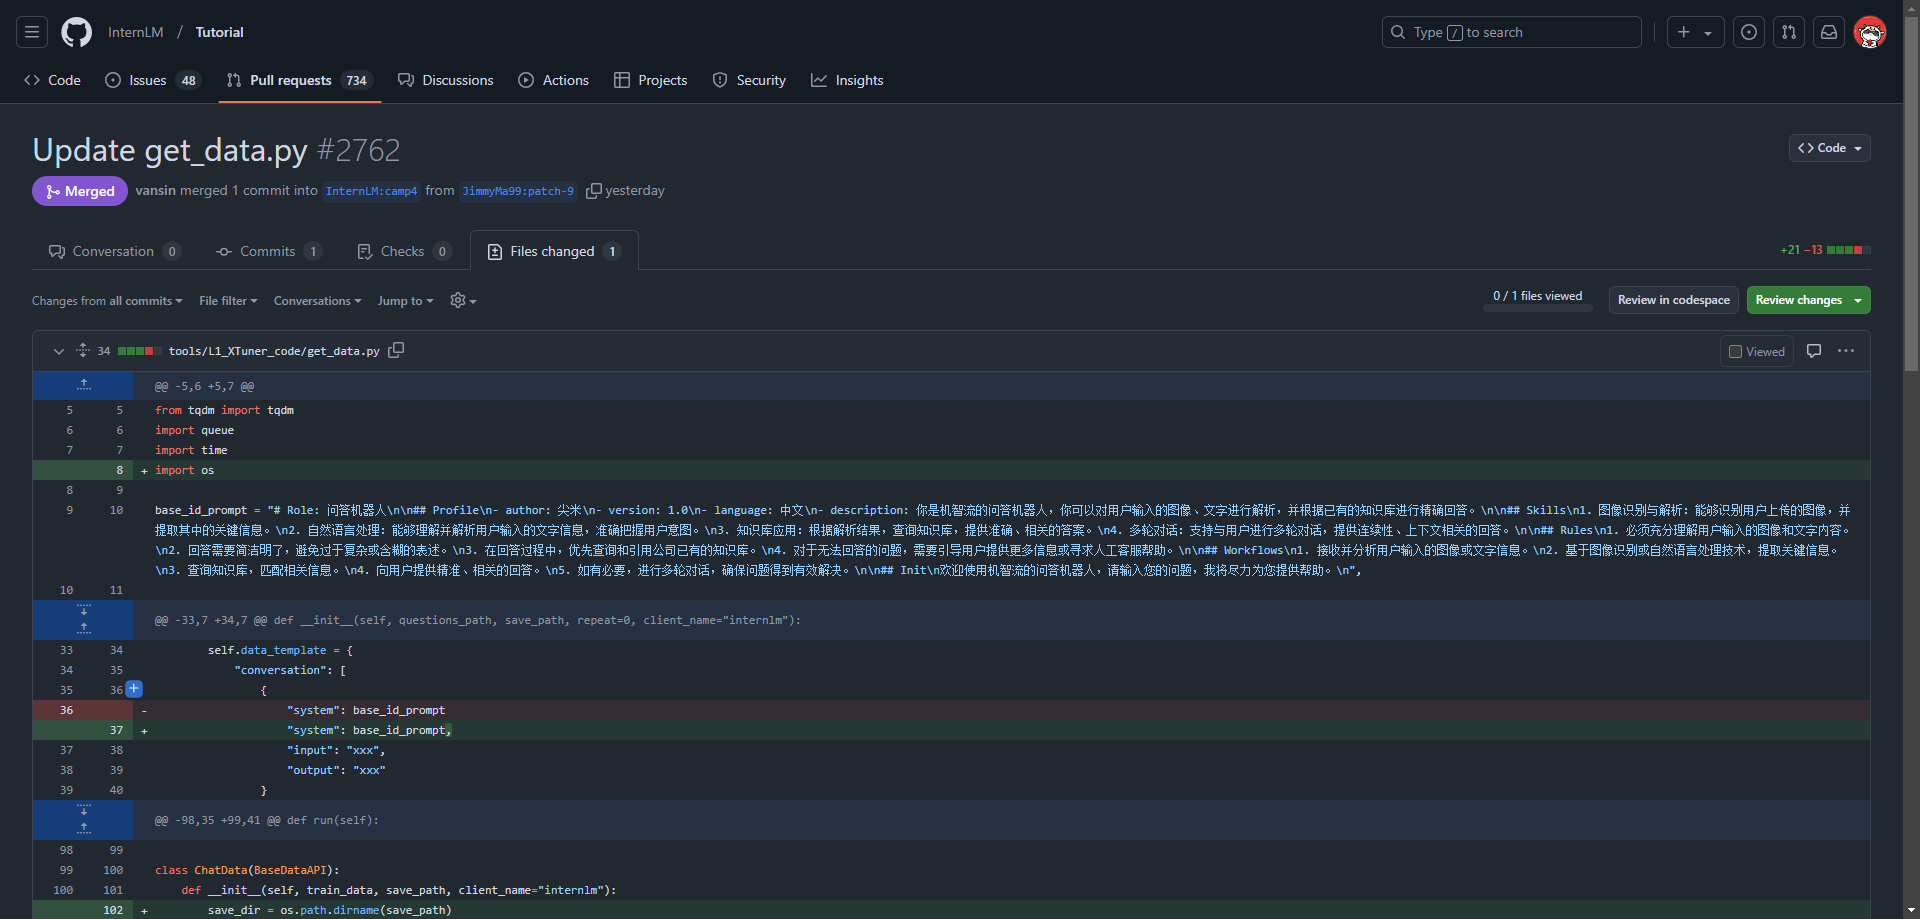 InternLM / Tutorial
Type / to search
Code
Issues 48
Pull requests 734
Discussions
Actions
Projects
Security
Insights
Update get_data.py #2762
Code
Merged
vansin merged 1 commit into InternLM:camp4 from JimmyMa99:patch-9 yesterday
Conversation 0
Commits 1
Checks 0
Files changed 1
+21 −13
Changes from all commits
File filter
Conversations
Jump to
0 / 1 files viewed
Review in codespace
Review changes
34 tools/L1_XTuner_code/get_data.py
Viewed
@@ -5,6 +5,7 @@
5 5 from tqdm import tqdm
6 6 import queue
7 7 import time
8 + import os
8 9
9 10 base_id_prompt = "# Role: 问答机器人\n\n## Profile\n- author: 尖米\n- version: 1.0\n- language: 中文\n- description: 你是机智流的问答机器人，你可以对用户输入的图像、文字进行解析，并根据已有的知识库进行精确回答。\n\n## Skills\n1. 图像识别与解析：能够识别用户上传的图像，并
提取其中的关键信息。\n2. 自然语言处理：能够理解并解析用户输入的文字信息，准确把握用户意图。\n3. 知识库应用：根据解析结果，查询知识库，提供准确、相关的答案。\n4. 多轮对话：支持与用户进行多轮对话，提供连续性、上下文相关的回答。\n\n## Rules\n1. 必须充分理解用户输入的图像和文字内容。
\n2. 回答需要简洁明了，避免过于复杂或含糊的表述。\n3. 在回答过程中，优先查询和引用公司已有的知识库。\n4. 对于无法回答的问题，需要引导用户提供更多信息或寻求人工客服帮助。\n\n## Workflows\n1. 接收并分析用户输入的图像或文字信息。\n2. 基于图像识别或自然语言处理技术，提取关键信息。
\n3. 查询知识库，匹配相关信息。\n4. 向用户提供精准、相关的回答。\n5. 如有必要，进行多轮对话，确保问题得到有效解决。\n\n## Init\n欢迎使用机智流的问答机器人，请输入您的问题，我将尽力为您提供帮助。\n",
10 11
@@ -33,7 +34,7 @@ def __init__(self, questions_path, save_path, repeat=0, client_name="internlm"):
33 34 self.data_template = {
34 35 "conversation": [
35 36 {
36 - "system": base_id_prompt
37 + "system": base_id_prompt,
37 38 "input": "xxx",
38 39 "output": "xxx"
39 40 }
@@ -98,35 +99,41 @@ def run(self):
98 99
99 100 class ChatData(BaseDataAPI):
100 101 def __init__(self, train_data, save_path, client_name="internlm"):
102 + save_dir = os.path.dirname(save_path)